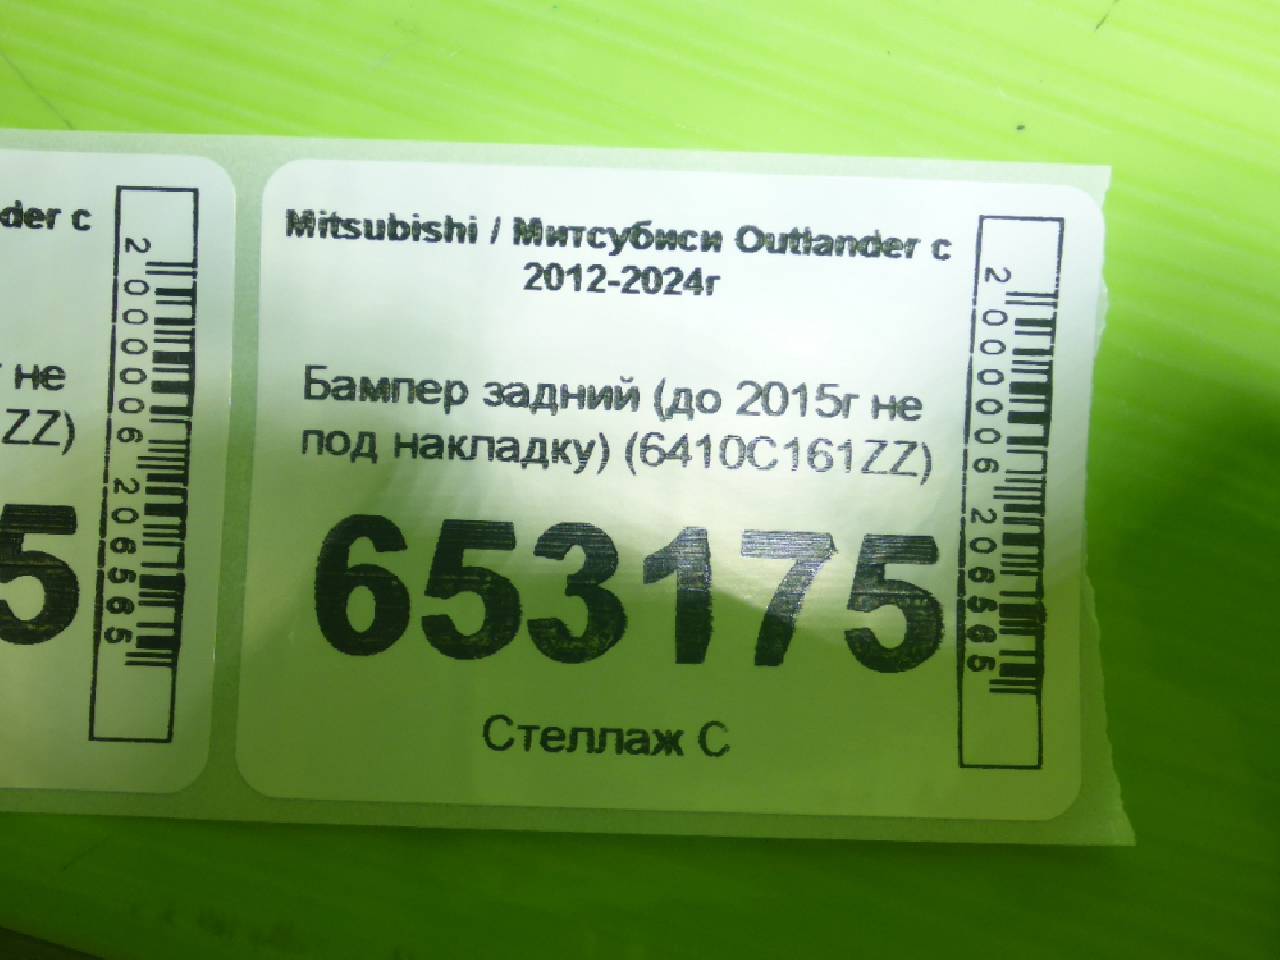 der c
2000006206565
не
ZZ)
5
Mitsubishi / Митсубиси Outlander с
2012-2024г
Бампер задний (до 2015г не
под накладку) (6410C161ZZ)
653175
Стеллаж С
2000006206565